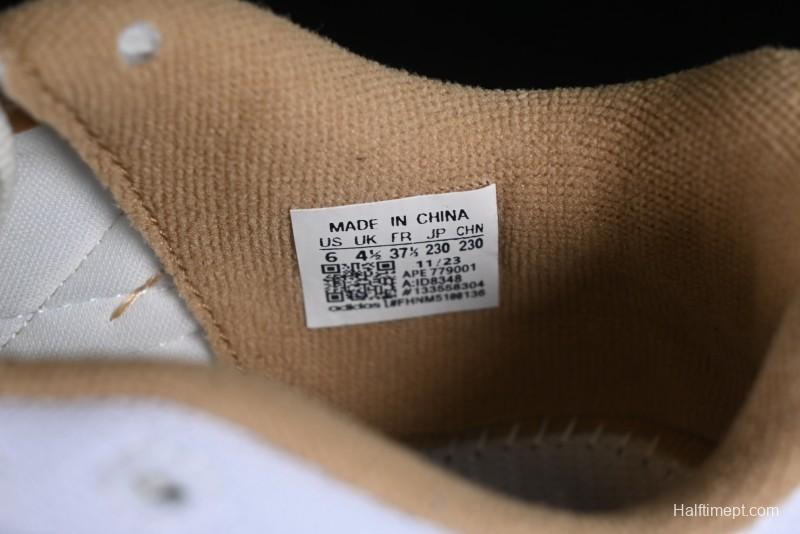 MADE IN CHINA
US UK FR JP CHN
6 4½ 37⅓ 230 230
11/23
APE 779001
A:ID8348
#133558304
adidas #FHNM5100136
Halftimept.com